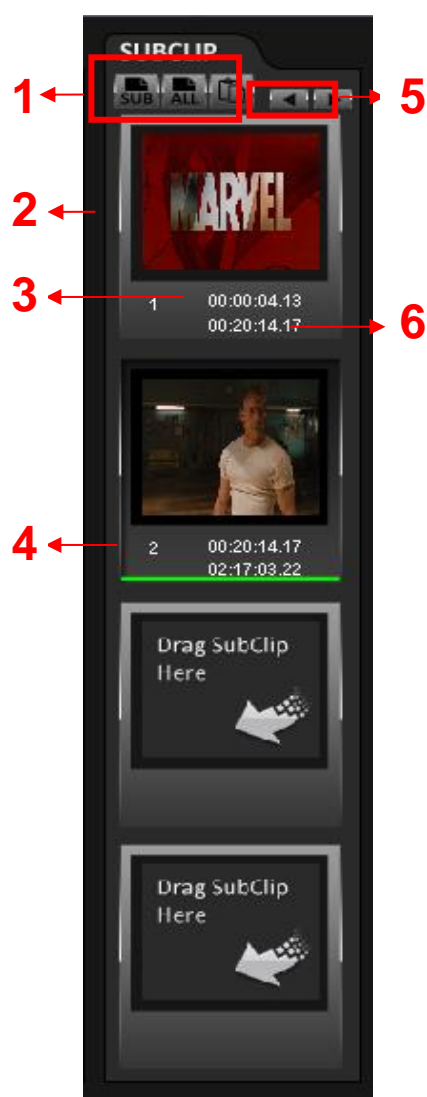 SUBCLIP
1
SUB ALL
5
2
MARVEL
3
1 00:00:04.13
00:20:14.17
6
4
2 00:20:14.17
02:17:03.22
Drag SubClip
Here
Drag SubClip
Here